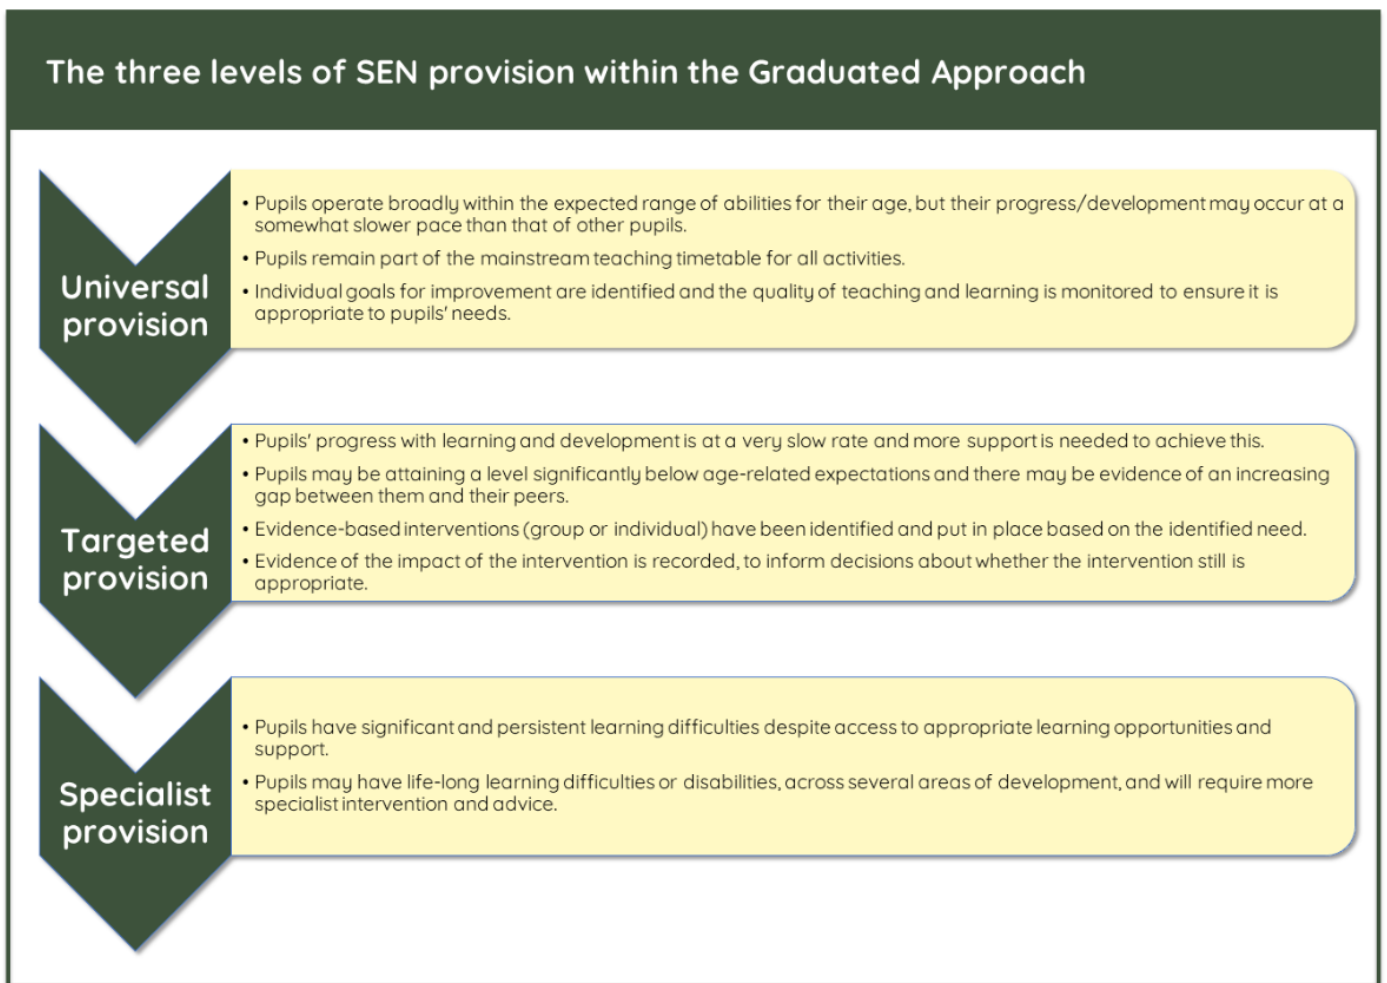 The three levels of SEN provision within the Graduated Approach
Universal
provision
• Pupils operate broadly within the expected range of abilities for their age, but their progress/development may occur at a
somewhat slower pace than that of other pupils.
• Pupils remain part of the mainstream teaching timetable for all activities.
• Individual goals for improvement are identified and the quality of teaching and learning is monitored to ensure it is
appropriate to pupils' needs.
Targeted
provision
• Pupils' progress with learning and development is at a very slow rate and more support is needed to achieve this.
• Pupils may be attaining a level significantly below age-related expectations and there may be evidence of an increasing
gap between them and their peers.
• Evidence-based interventions (group or individual) have been identified and put in place based on the identified need.
• Evidence of the impact of the intervention is recorded, to inform decisions about whether the intervention still is
appropriate.
Specialist
provision
• Pupils have significant and persistent learning difficulties despite access to appropriate learning opportunities and
support.
• Pupils may have life-long learning difficulties or disabilities, across several areas of development, and will require more
specialist intervention and advice.